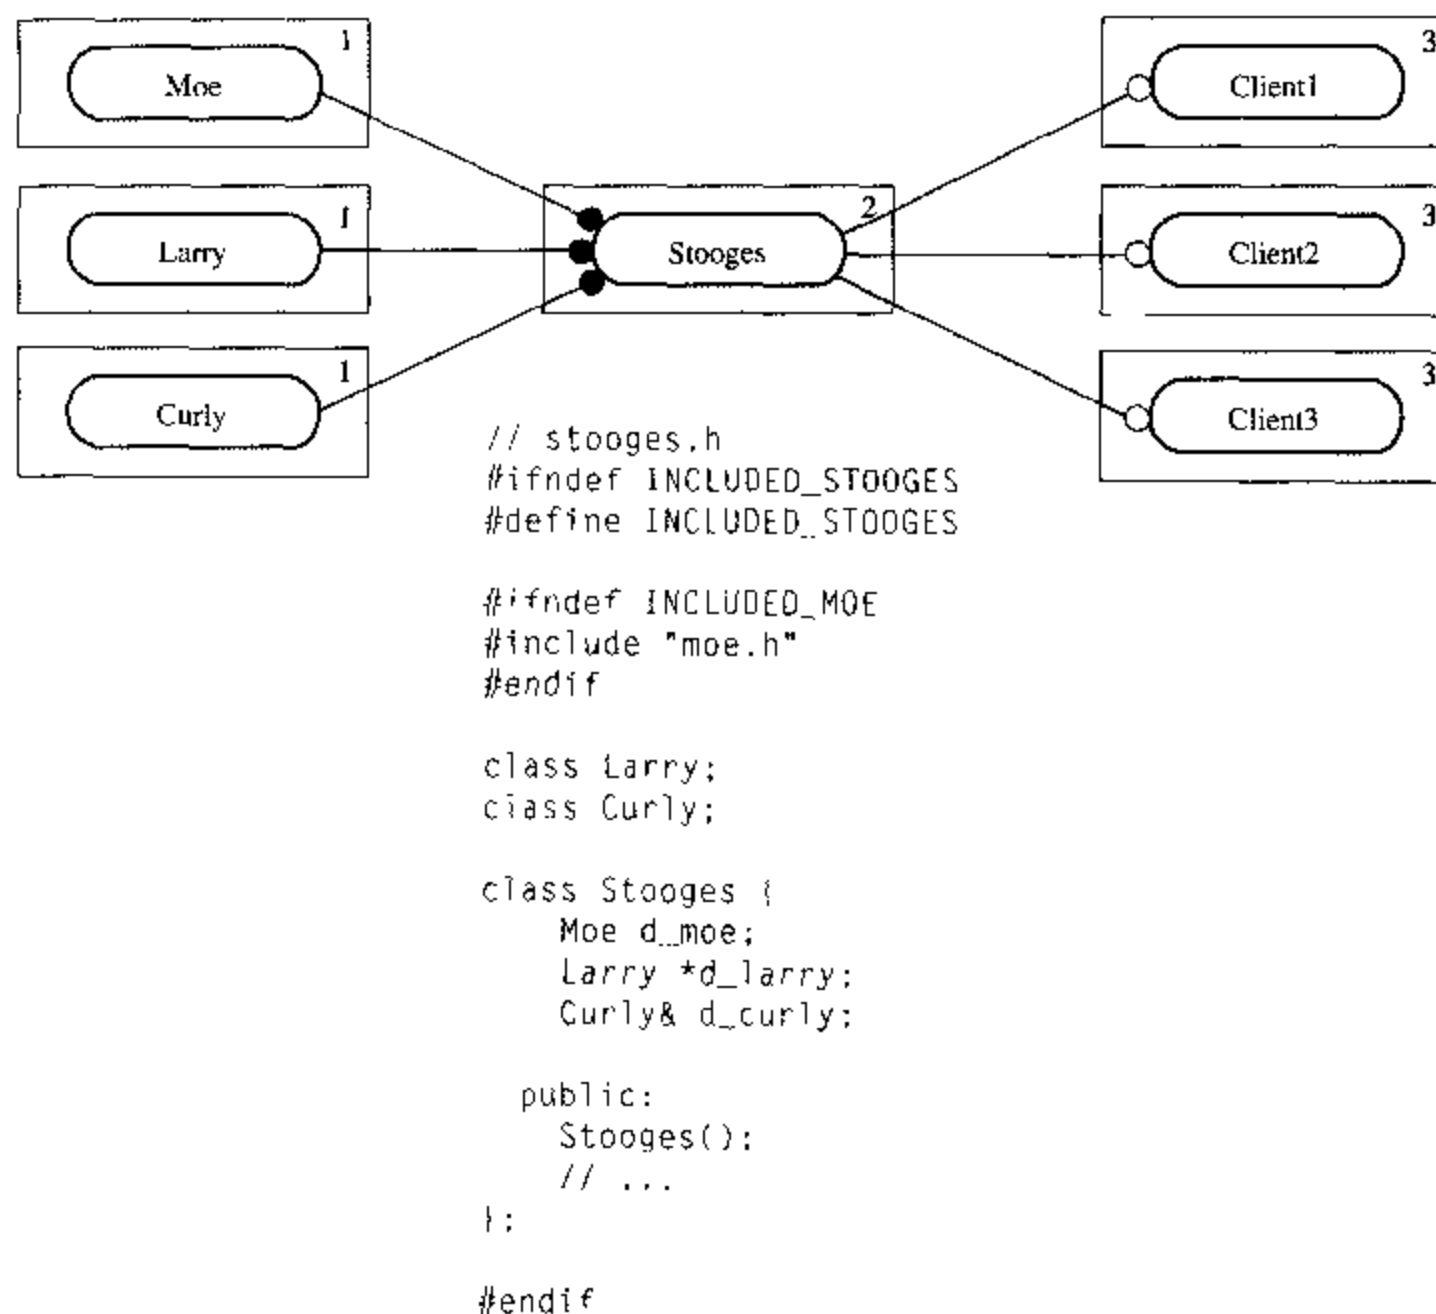 1
Moe
3
Client1
1
Larry
2
Stooges
3
Client2
1
Curly
3
Client3
// stooges.h
#ifndef INCLUDED_STOOGES
#define INCLUDED_STOOGES
#ifndef INCLUDED_MOE
#include "moe.h"
#endif
class Larry;
class Curly;
class Stooges {
Moe d_moe;
Larry *d_larry;
Curly& d_curly;
public:
Stooges();
// ...
};
#endif